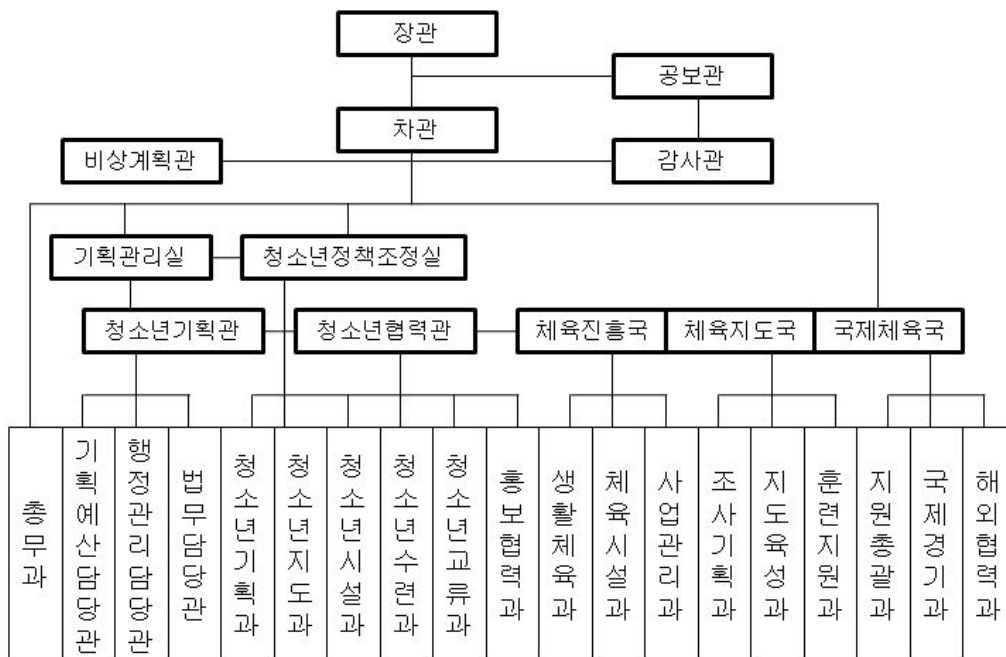 장관
공보관
차관
비상계획관
감사관
기획관리실
청소년정책조정실
청소년기획관
청소년협력관
체육진흥국
체육지도국
국제체육국
총무과
기획예산담당관
행정관리담당관
법무담당관
청소년기획과
청소년지도과
청소년시설과
청소년수련과
청소년교류과
홍보협력과
생활체육과
체육시설과
사업관리과
조사기획과
지도육성과
훈련지원과
지원총괄과
국제경기과
해외협력과